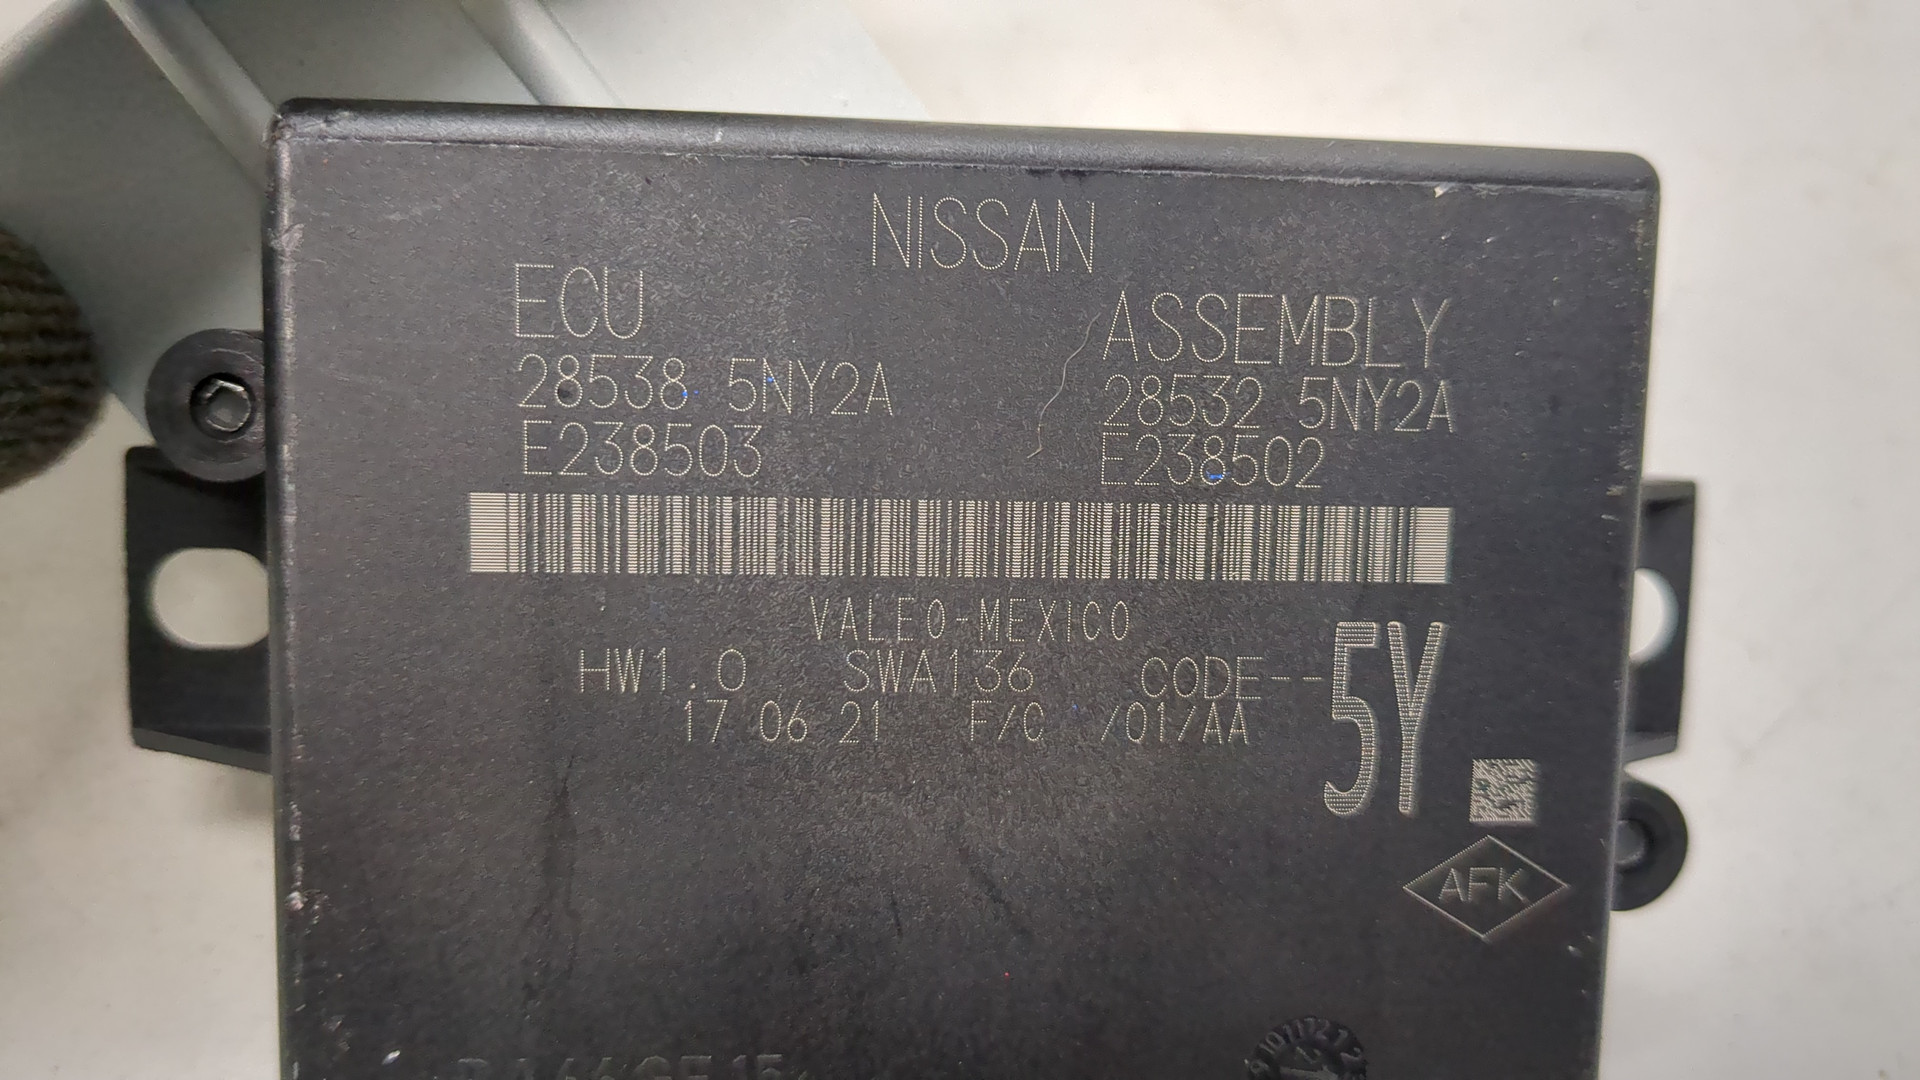 NISSAN
ECU ASSEMBLY
28538 5NY2A 28532 5NY2A
E238503 E238502
VALEO-MEXICO
HW1.0 SWA136 CODE--5Y
17 06 21 F/C /01/AA
AFK